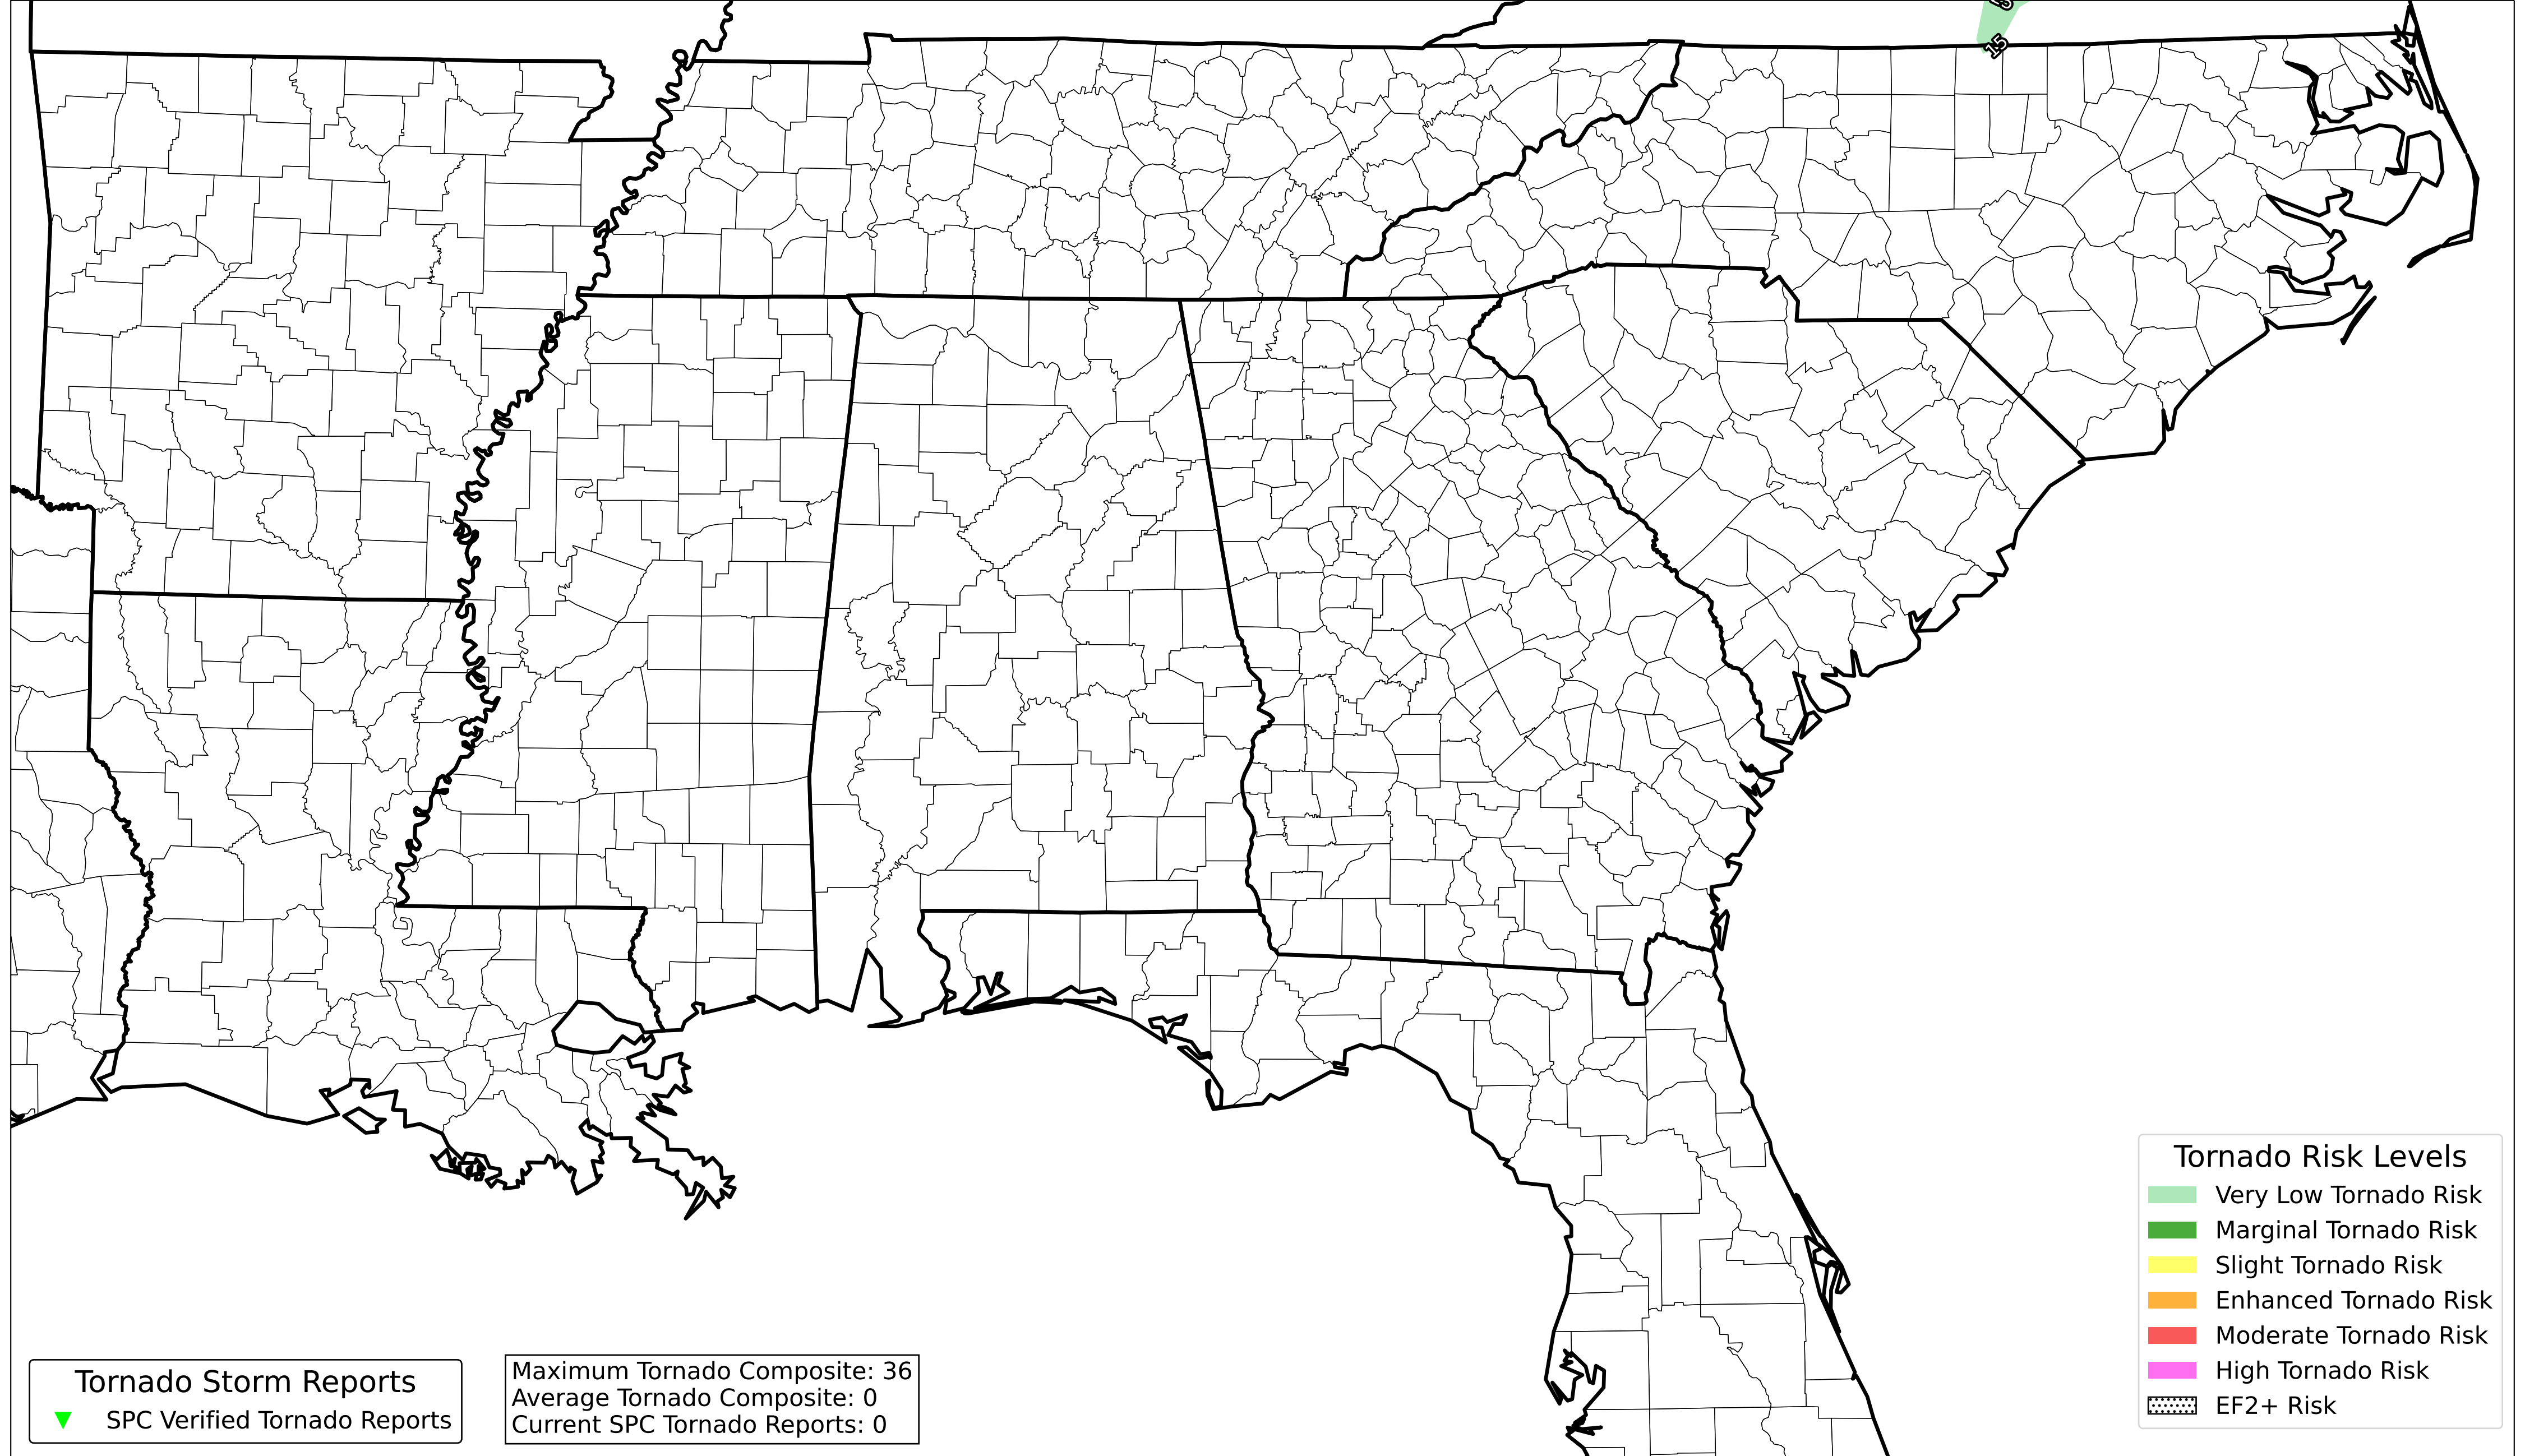 15
Tornado Risk Levels
Very Low Tornado Risk
Marginal Tornado Risk
Slight Tornado Risk
Enhanced Tornado Risk
Moderate Tornado Risk
High Tornado Risk
EF2+ Risk
Tornado Storm Reports
SPC Verified Tornado Reports
Maximum Tornado Composite: 36
Average Tornado Composite: 0
Current SPC Tornado Reports: 0